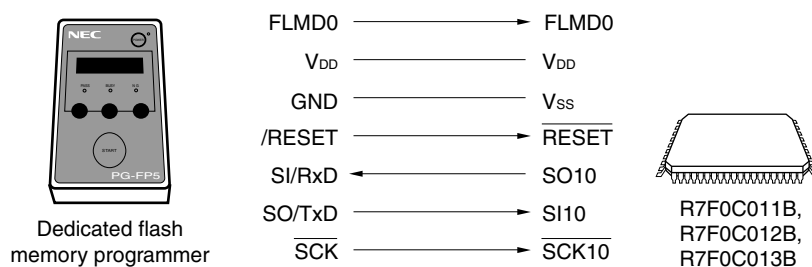 NEC
START
PG-FP5
Dedicated flash
memory programmer
FLMD0 FLMD0
VDD VDD
GND VSS
/RESET RESET
SI/RxD SO10
SO/TxD SI10
SCK SCK10
R7F0C011B,
R7F0C012B,
R7F0C013B